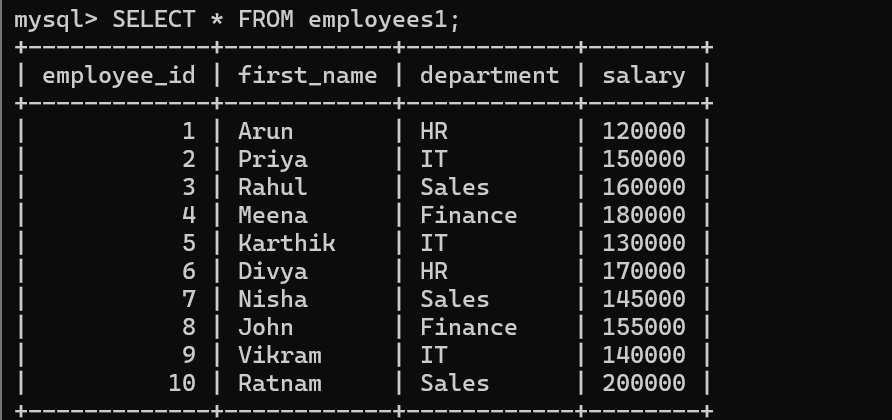 mysql> SELECT * FROM employees1;
+-------------+------------+------------+--------+
| employee_id | first_name | department | salary |
+-------------+------------+------------+--------+
|           1 | Arun       | HR         | 120000 |
|           2 | Priya      | IT         | 150000 |
|           3 | Rahul      | Sales      | 160000 |
|           4 | Meena      | Finance    | 180000 |
|           5 | Karthik    | IT         | 130000 |
|           6 | Divya      | HR         | 170000 |
|           7 | Nisha      | Sales      | 145000 |
|           8 | John       | Finance    | 155000 |
|           9 | Vikram     | IT         | 140000 |
|          10 | Ratnam     | Sales      | 200000 |
+-------------+------------+------------+--------+